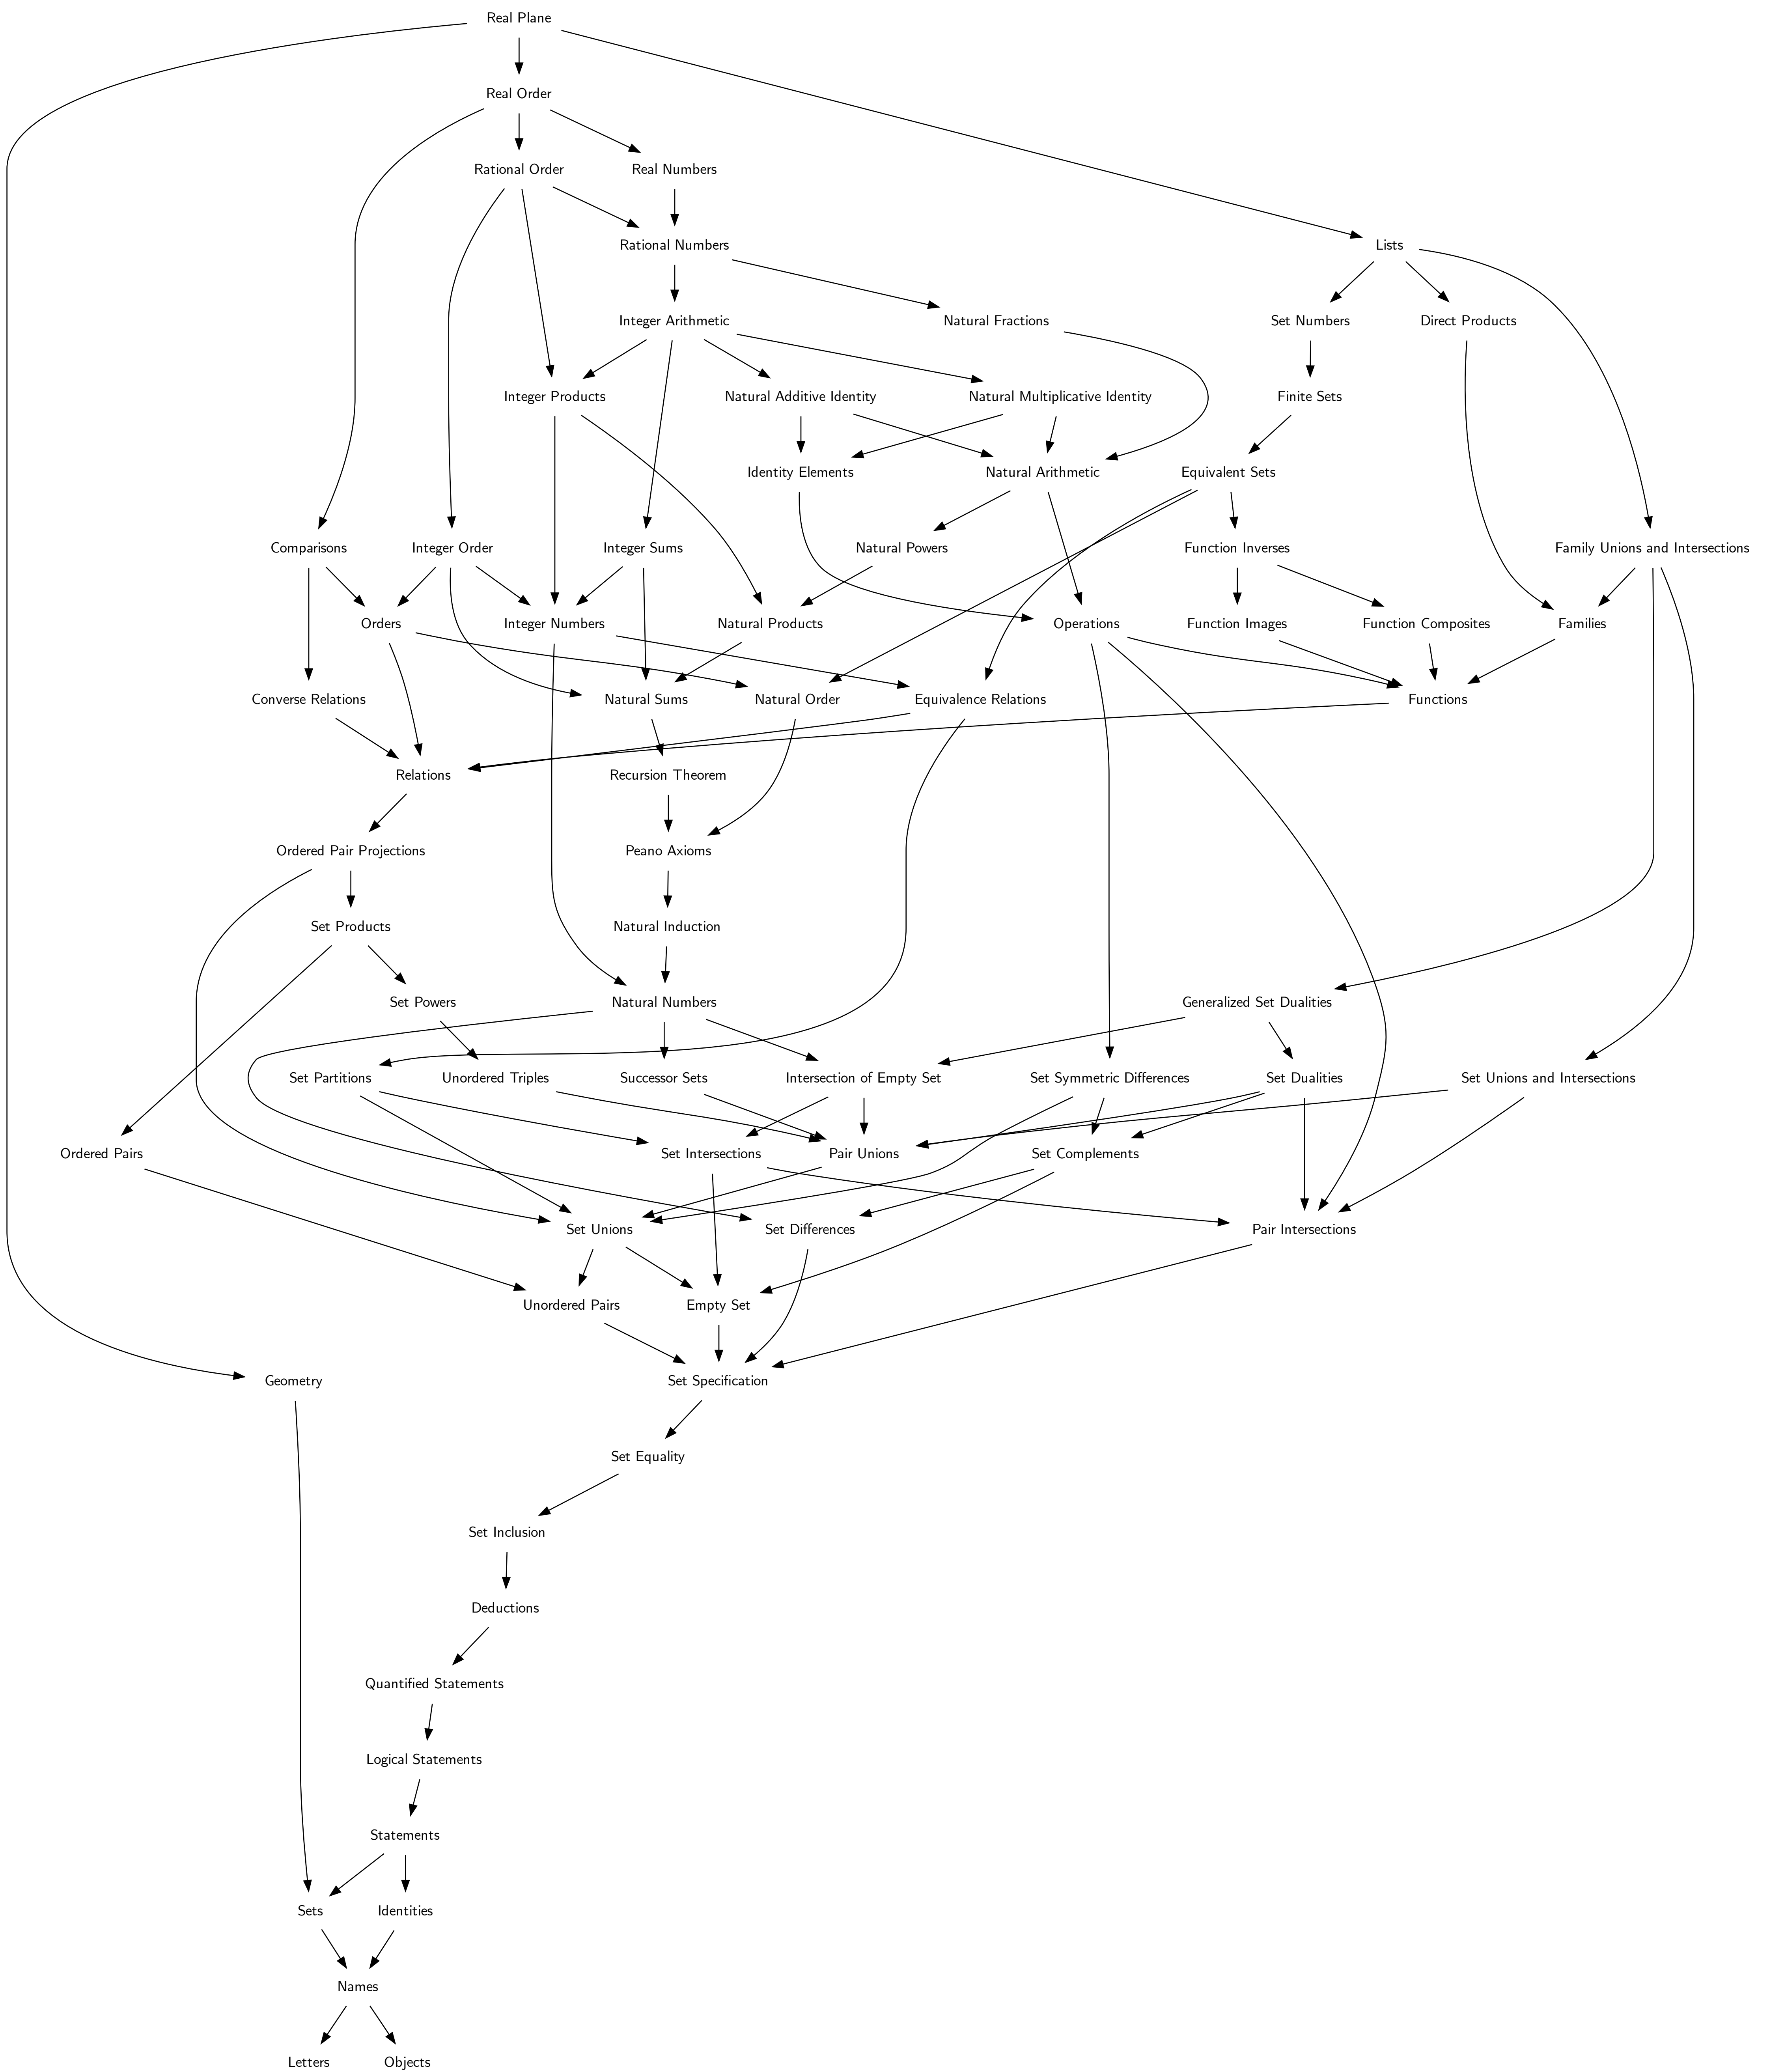 Real Plane
Real Order
Rational Order
Real Numbers
Rational Numbers
Lists
Integer Arithmetic
Natural Fractions
Set Numbers
Direct Products
Integer Products
Natural Additive Identity
Natural Multiplicative Identity
Finite Sets
Identity Elements
Natural Arithmetic
Equivalent Sets
Comparisons
Integer Order
Integer Sums
Natural Powers
Function Inverses
Family Unions and Intersections
Orders
Integer Numbers
Natural Products
Operations
Function Images
Function Composites
Families
Converse Relations
Natural Sums
Natural Order
Equivalence Relations
Functions
Relations
Recursion Theorem
Ordered Pair Projections
Peano Axioms
Set Products
Natural Induction
Set Powers
Natural Numbers
Generalized Set Dualities
Set Partitions
Unordered Triples
Successor Sets
Intersection of Empty Set
Set Symmetric Differences
Set Dualities
Set Unions and Intersections
Ordered Pairs
Set Intersections
Pair Unions
Set Complements
Set Unions
Set Differences
Pair Intersections
Unordered Pairs
Empty Set
Geometry
Set Specification
Set Equality
Set Inclusion
Deductions
Quantified Statements
Logical Statements
Statements
Sets
Identities
Names
Letters
Objects